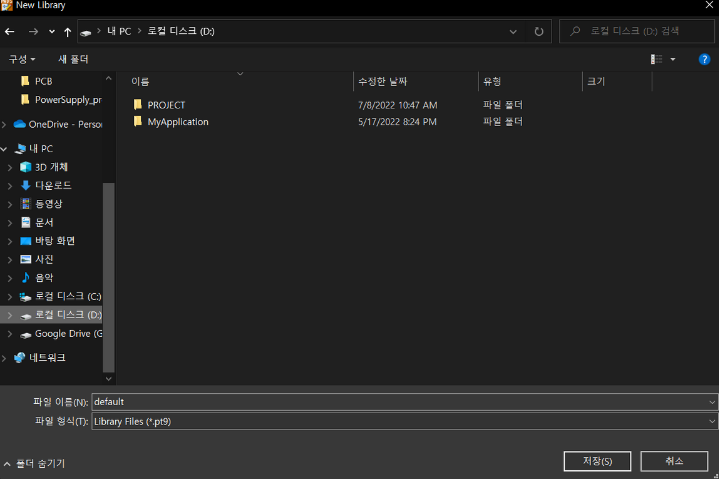 New Library
내 PC > 로컬 디스크 (D:)
로컬 디스크 (D:) 검색
구성 새 폴더
이름 수정한 날짜 유형 크기
PCB
PowerSupply_pr
OneDrive - Person
내 PC
3D 개체
다운로드
동영상
문서
바탕 화면
사진
음악
로컬 디스크 (C:)
로컬 디스크 (D:)
Google Drive (G
네트워크
PROJECT 7/8/2022 10:47 AM 파일 폴더
MyApplication 5/17/2022 8:24 PM 파일 폴더
파일 이름(N): default
파일 형식(T): Library Files (*.pt9)
폴더 숨기기
저장(S) 취소